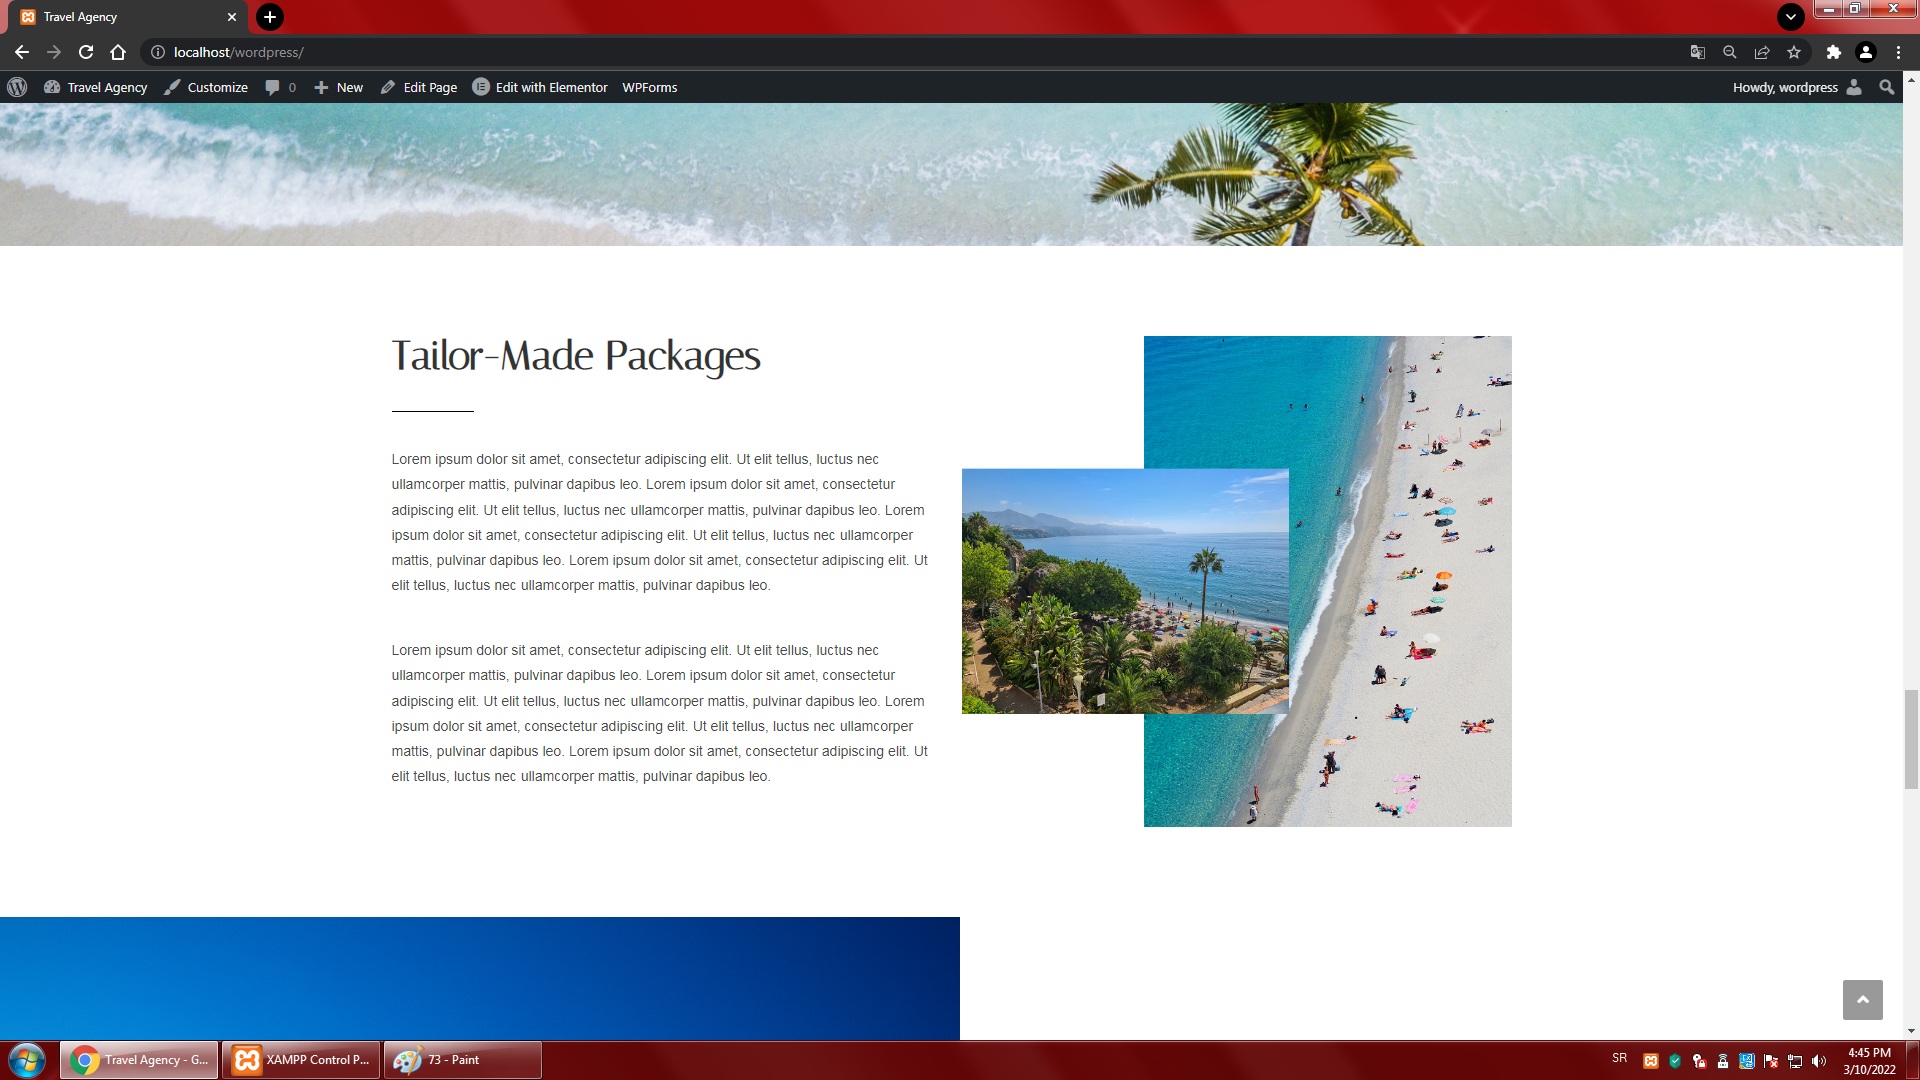 Travel Agency
localhost/wordpress/
Travel Agency Customize 0 New Edit Page Edit with Elementor WPForms Howdy, wordpress
Tailor-Made Packages
Lorem ipsum dolor sit amet, consectetur adipiscing elit. Ut elit tellus, luctus nec
ullamcorper mattis, pulvinar dapibus leo. Lorem ipsum dolor sit amet, consectetur
adipiscing elit. Ut elit tellus, luctus nec ullamcorper mattis, pulvinar dapibus leo. Lorem
ipsum dolor sit amet, consectetur adipiscing elit. Ut elit tellus, luctus nec ullamcorper
mattis, pulvinar dapibus leo. Lorem ipsum dolor sit amet, consectetur adipiscing elit. Ut
elit tellus, luctus nec ullamcorper mattis, pulvinar dapibus leo.
Lorem ipsum dolor sit amet, consectetur adipiscing elit. Ut elit tellus, luctus nec
ullamcorper mattis, pulvinar dapibus leo. Lorem ipsum dolor sit amet, consectetur
adipiscing elit. Ut elit tellus, luctus nec ullamcorper mattis, pulvinar dapibus leo. Lorem
ipsum dolor sit amet, consectetur adipiscing elit. Ut elit tellus, luctus nec ullamcorper
mattis, pulvinar dapibus leo. Lorem ipsum dolor sit amet, consectetur adipiscing elit. Ut
elit tellus, luctus nec ullamcorper mattis, pulvinar dapibus leo.
Travel Agency - G... XAMPP Control P... 73 - Paint SR 4:45 PM
3/10/2022